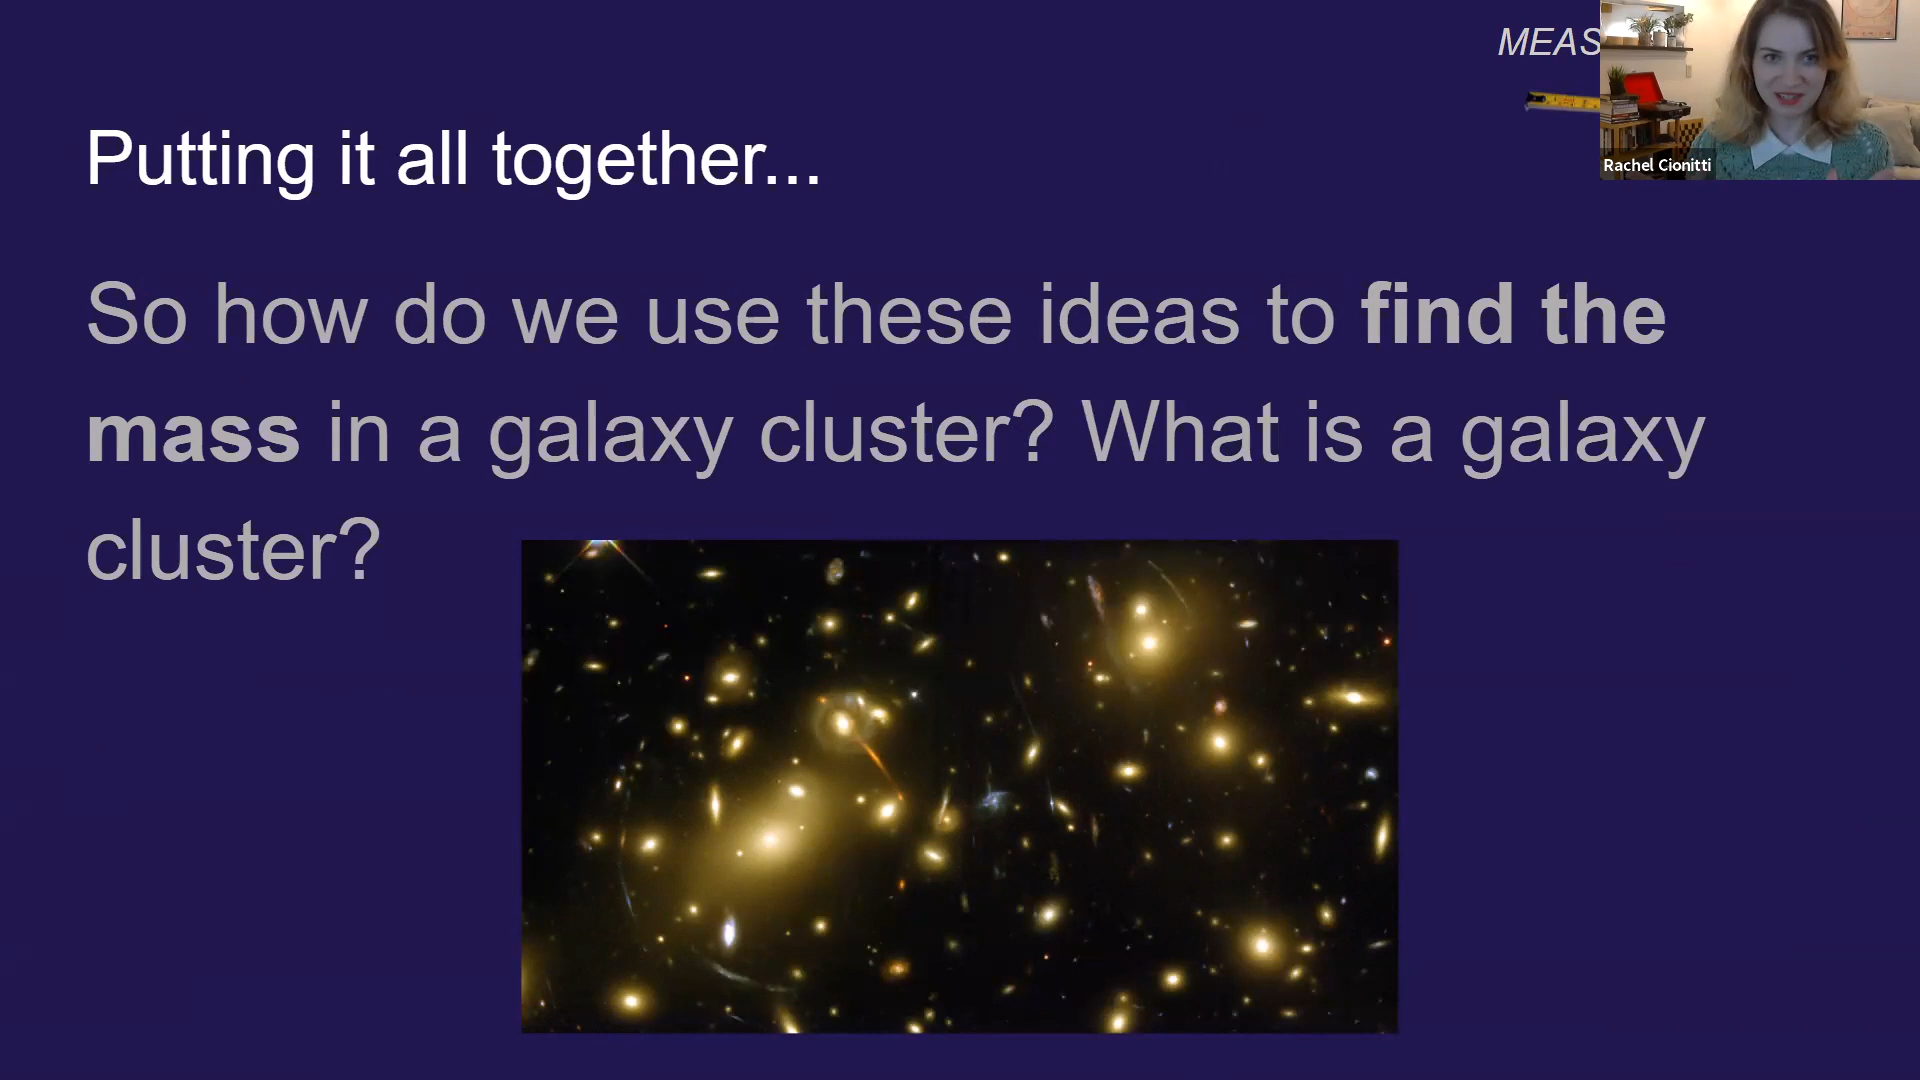 MEAS
Rachel Cionitti
Putting it all together...
So how do we use these ideas to find the
mass in a galaxy cluster? What is a galaxy
cluster?